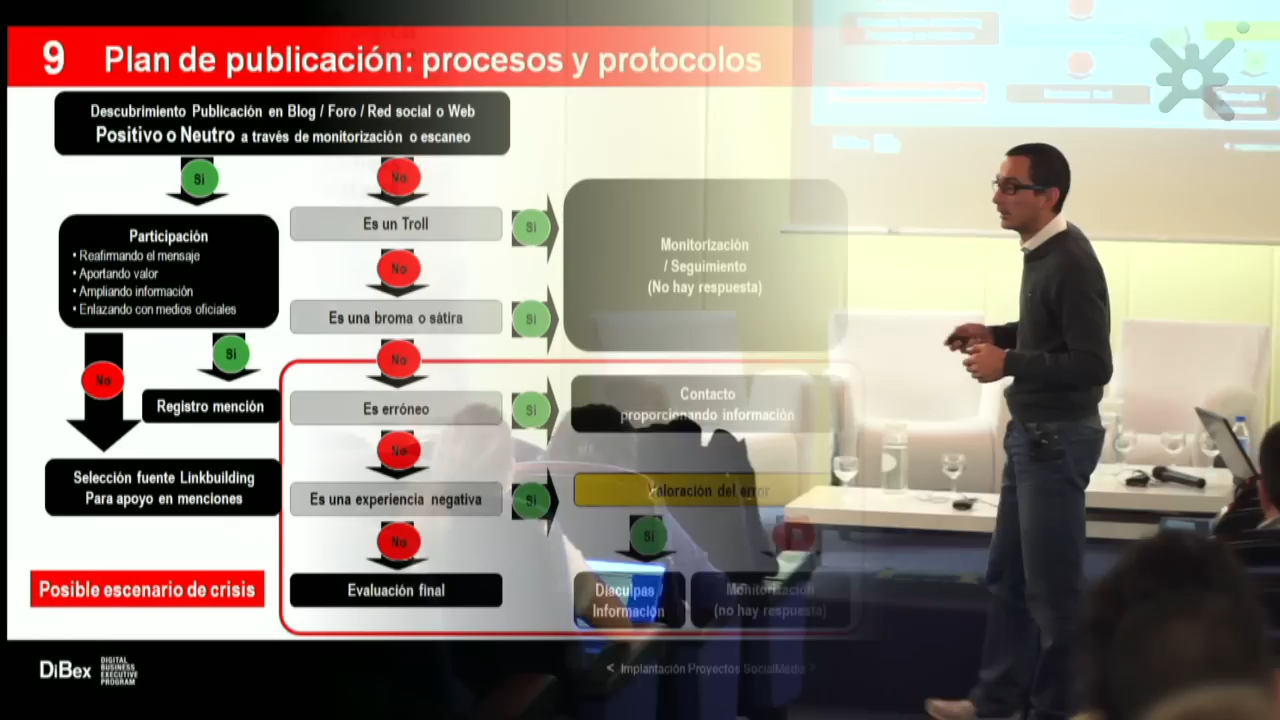 9 Plan de publicación: procesos y protocolos
Descubrimiento Publicación en Blog / Foro / Red social o Web
Positivo o Neutro a través de monitorización o escaneo
Si
No
Participación
• Reafirmando el mensaje
• Aportando valor
• Ampliando información
• Enlazando con medios oficiales
Es un Troll
Si
Monitorización
/ Seguimiento
(No hay respuesta)
No
Es una broma o sátira
Si
No
Si
No
Registro mención
Es erróneo
Si
Contacto
proporcionando información
No
Selección fuente Linkbuilding
Para apoyo en menciones
Es una experiencia negativa
Si
Valoración del error
No
Si
Posible escenario de crisis
Evaluación final
Disculpas
Información
Monitorización
(no hay respuesta)
DiBex
DIGITAL
BUSINESS
EXECUTIVE
PROGRAM
< Implantación Proyectos SocialMedia >